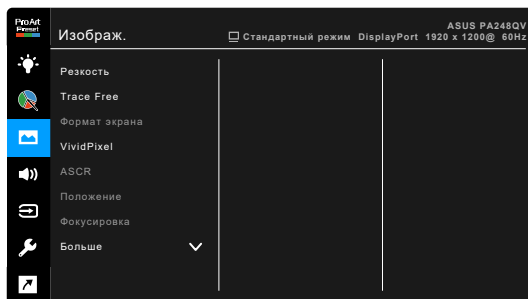 ProArt
Preset
Изображ.
ASUS PA248QV
Стандартный режим DisplayPort 1920 x 1200@ 60Hz
Резкость
Trace Free
Формат экрана
VividPixel
ASCR
Положение
Фокусировка
Больше